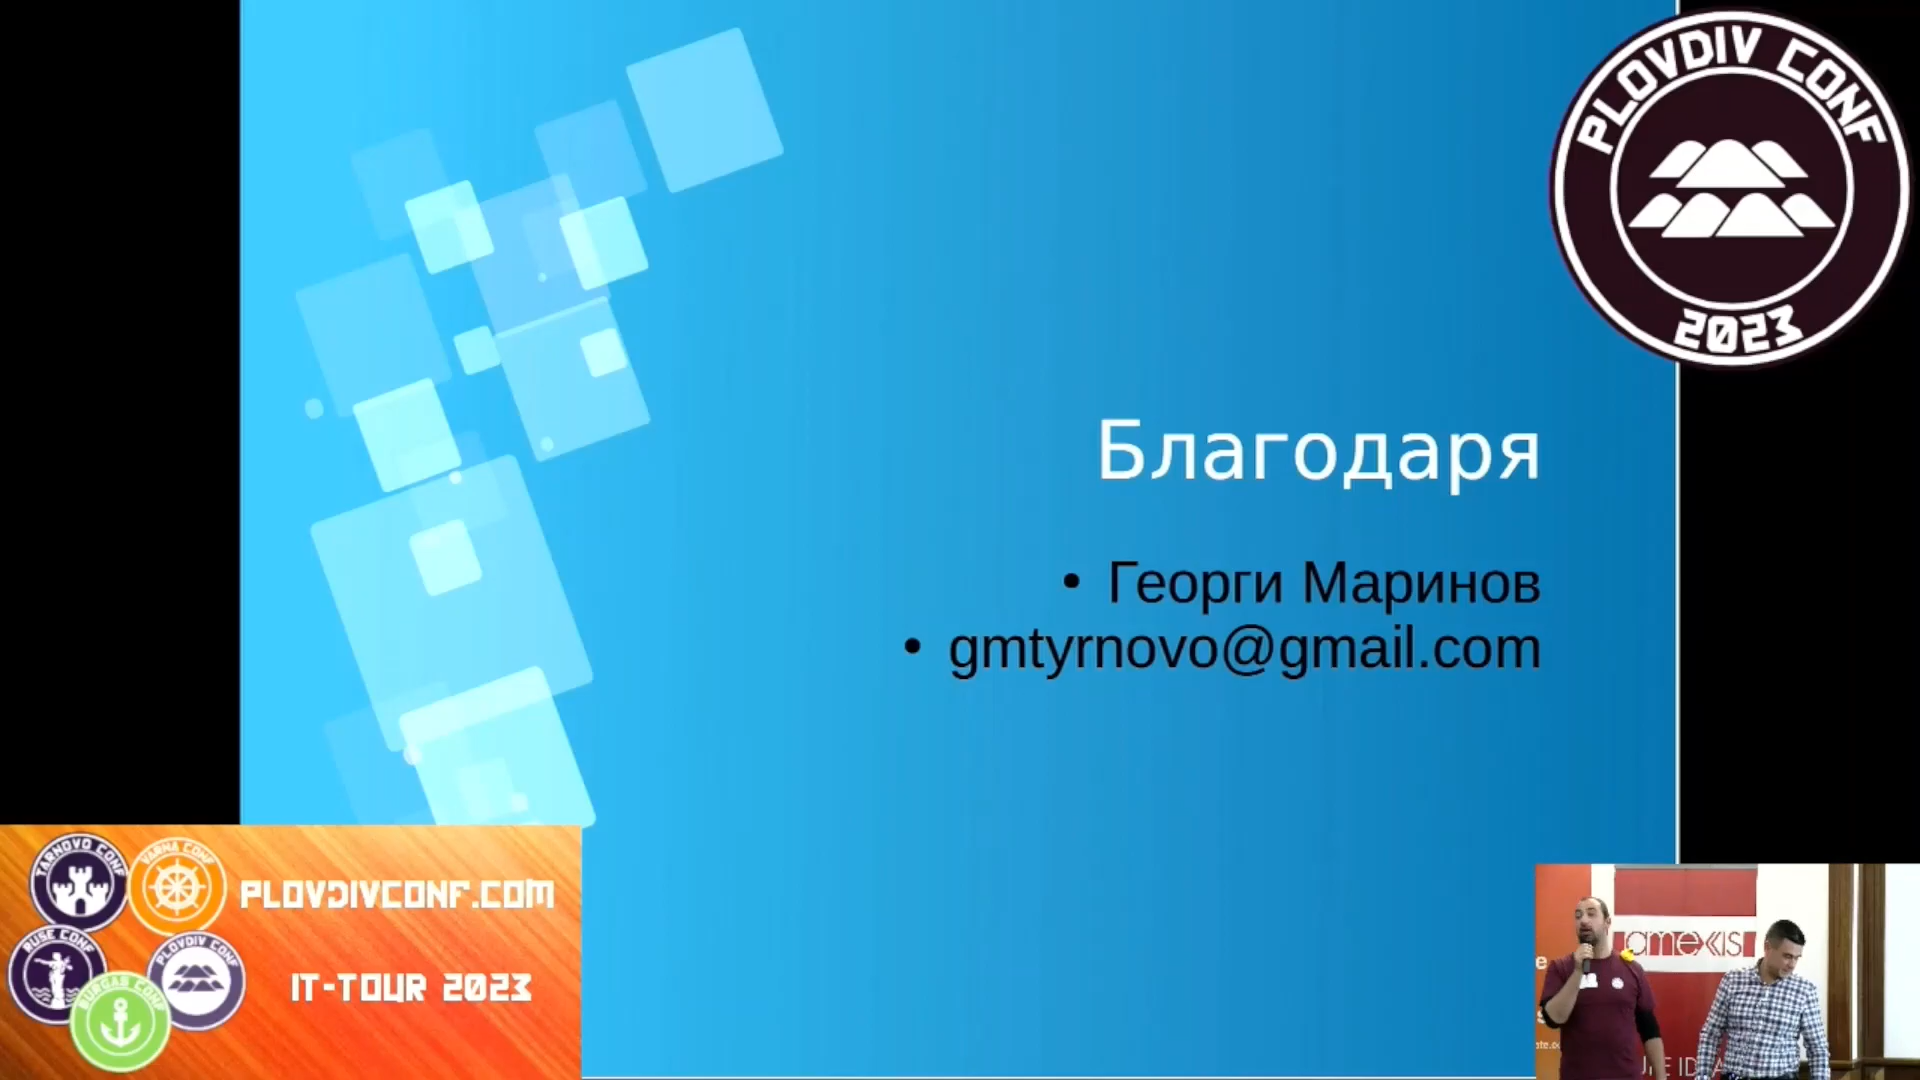 PLOVDIV CONF
2023
Благодаря
• Георги Маринов
• gmtyrnovo@gmail.com
TARNOVO CONF
VARNA CONF
RUSE CONF
PLOVDIV CONF
BURGAS CONF
PLOVDIVCONF.COM
IT-TOUR 2023
amexis